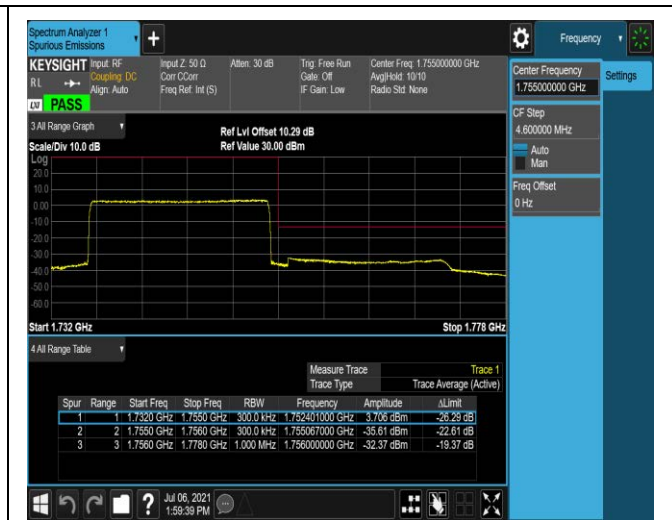 Spectrum Analyzer 1
Spurious Emissions
+
Frequency
KEYSIGHT
RL
LXI
PASS
Input: RF
Coupling: DC
Align: Auto
Input Z: 50 Ω
Corr CCorr
Freq Ref: Int (S)
Atten: 30 dB
Trig: Free Run
Gate: Off
IF Gain: Low
Center Freq: 1.755000000 GHz
Avg|Hold: 10/10
Radio Std: None
Center Frequency
1.755000000 GHz
Settings
CF Step
4.600000 MHz
Auto
Man
Freq Offset
0 Hz
3 All Range Graph
Scale/Div 10.0 dB
Ref Lvl Offset 10.29 dB
Ref Value 30.00 dBm
Log
20.0
10.0
0.00
-10.0
-20.0
-30.0
-40.0
-50.0
-60.0
Start 1.732 GHz
Stop 1.778 GHz
4 All Range Table
Measure Trace Trace 1
Trace Type Trace Average (Active)
Spur Range Start Freq Stop Freq RBW Frequency Amplitude ΔLimit
1 1 1.7320 GHz 1.7550 GHz 300.0 kHz 1.752401000 GHz 3.706 dBm -26.29 dB
2 2 1.7550 GHz 1.7560 GHz 300.0 kHz 1.755067000 GHz -35.61 dBm -22.61 dB
3 3 1.7560 GHz 1.7780 GHz 1.000 MHz 1.756000000 GHz -32.37 dBm -19.37 dB
?
Jul 06, 2021
1:59:39 PM